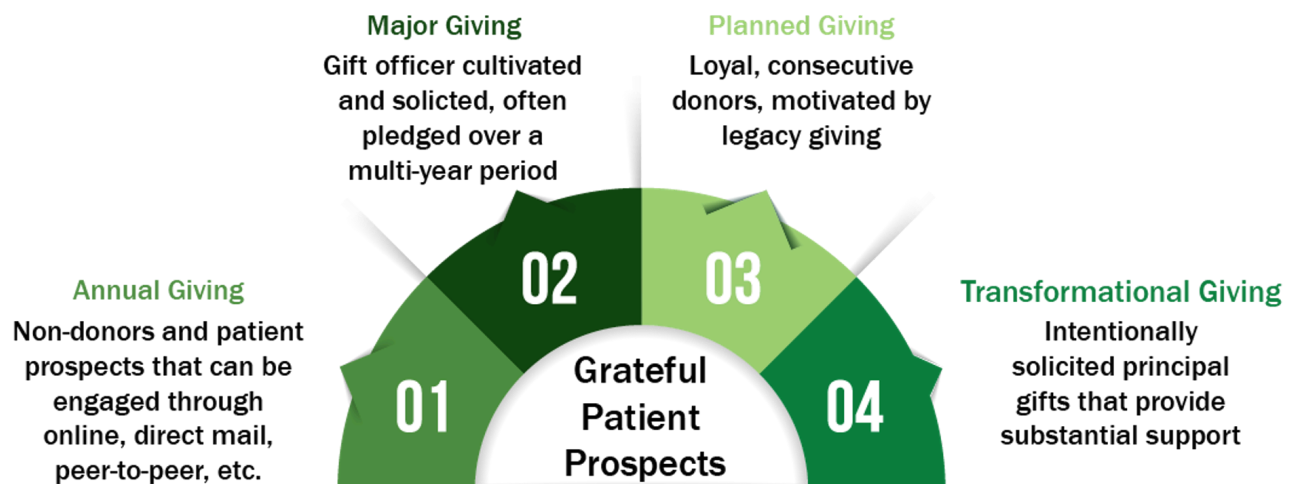 Major Giving
Gift officer cultivated
and solicted, often
pledged over a
multi-year period
Planned Giving
Loyal, consecutive
donors, motivated by
legacy giving
Annual Giving
Non-donors and patient
prospects that can be
engaged through
online, direct mail,
peer-to-peer, etc.
01
02
03
04
Grateful
Patient
Prospects
Transformational Giving
Intentionally
solicited principal
gifts that provide
substantial support